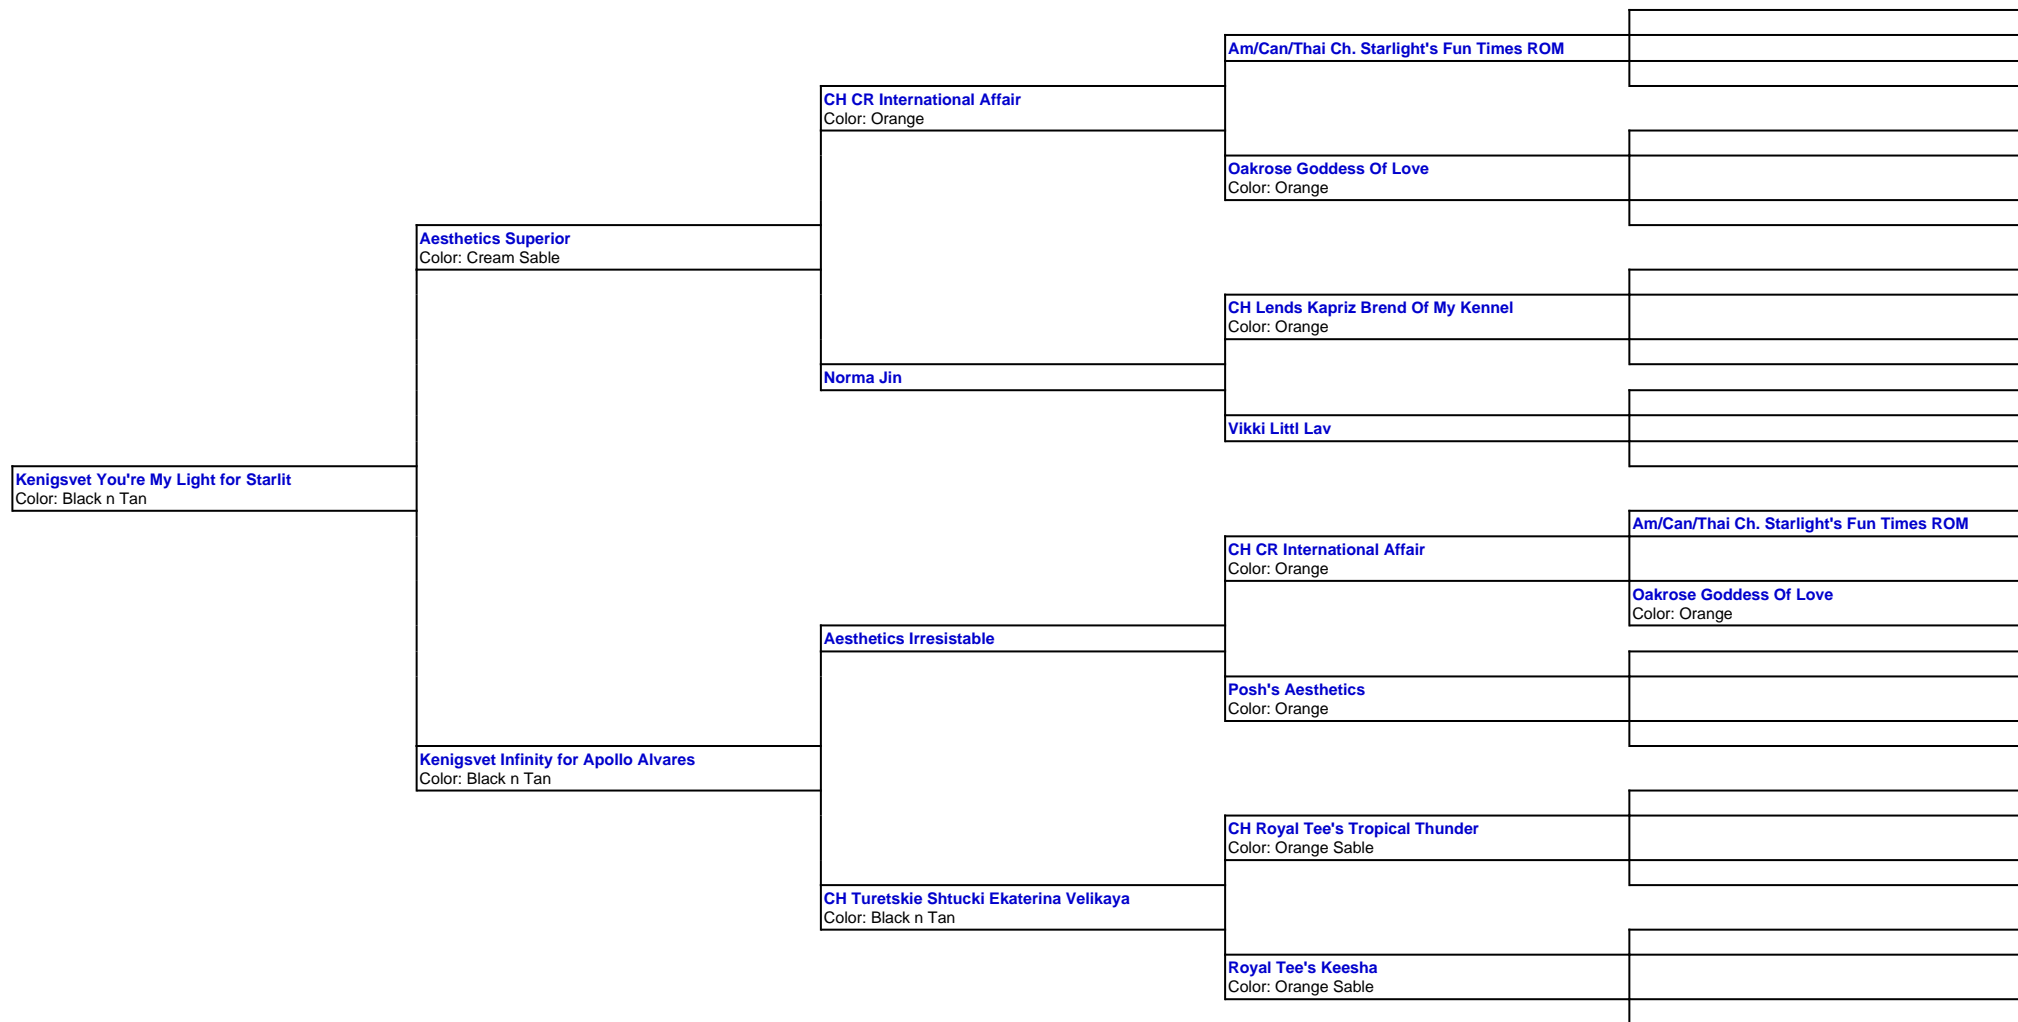 Am/Can/Thai Ch. Starlight's Fun Times ROM
CH CR International Affair
Color: Orange
Oakrose Goddess Of Love
Color: Orange
Aesthetics Superior
Color: Cream Sable
CH Lends Kapriz Brend Of My Kennel
Color: Orange
Norma Jin
Vikki Littl Lav
Kenigsvet You're My Light for Starlit
Color: Black n Tan
Am/Can/Thai Ch. Starlight's Fun Times ROM
CH CR International Affair
Color: Orange
Oakrose Goddess Of Love
Color: Orange
Aesthetics Irresistable
Posh's Aesthetics
Color: Orange
Kenigsvet Infinity for Apollo Alvares
Color: Black n Tan
CH Royal Tee's Tropical Thunder
Color: Orange Sable
CH Turetskie Shtucki Ekaterina Velikaya
Color: Black n Tan
Royal Tee's Keesha
Color: Orange Sable